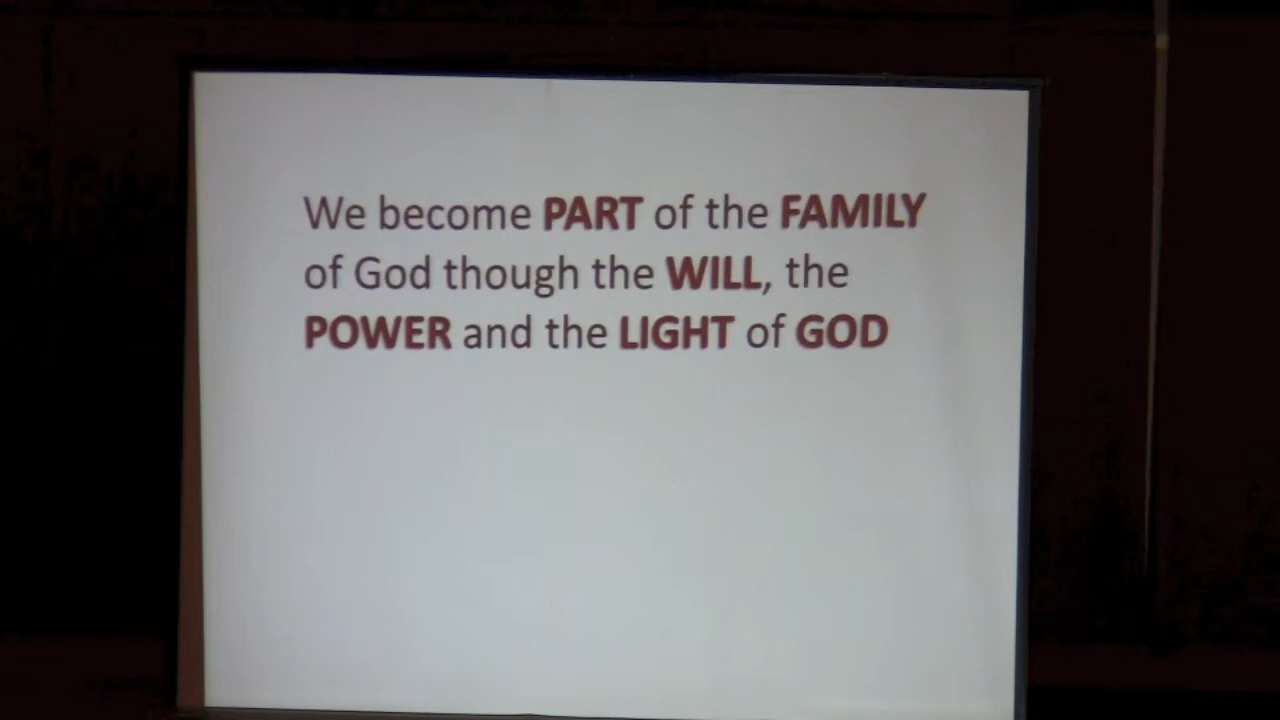 We become PART of the FAMILY
of God though the WILL, the
POWER and the LIGHT of GOD